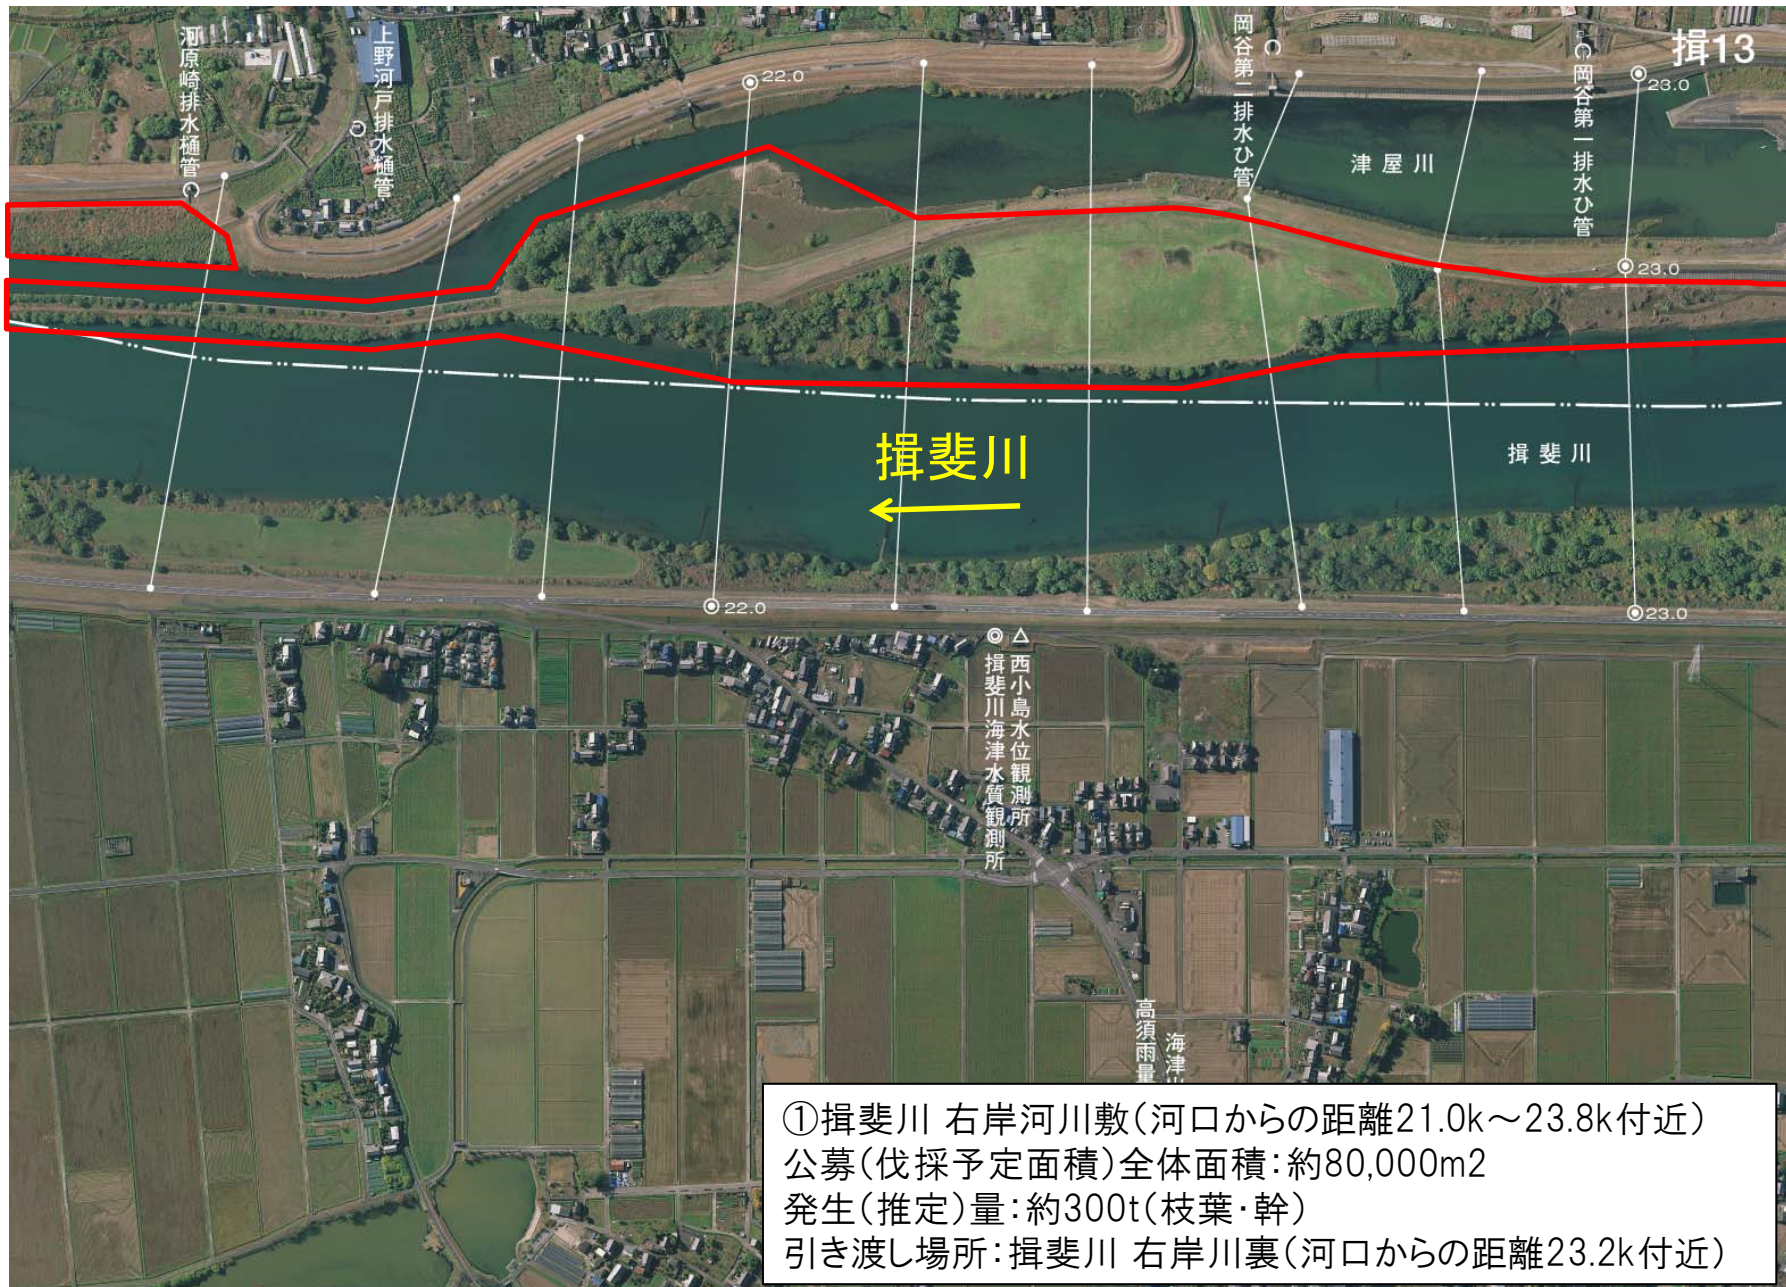 揖13
河原崎排水樋管
上野河戸排水樋管
22.0
岡谷第二排水ひ管
岡谷第一排水ひ管
23.0
津屋川
23.0
揖斐川
揖斐川
22.0
23.0
西小島水位観測所
揖斐川海津水質観測所
高須雨量
海津
①揖斐川 右岸河川敷(河口からの距離21.0k~23.8k付近)
公募(伐採予定面積)全体面積:約80,000m2
発生(推定)量:約300t(枝葉・幹)
引き渡し場所:揖斐川 右岸川裏(河口からの距離23.2k付近)